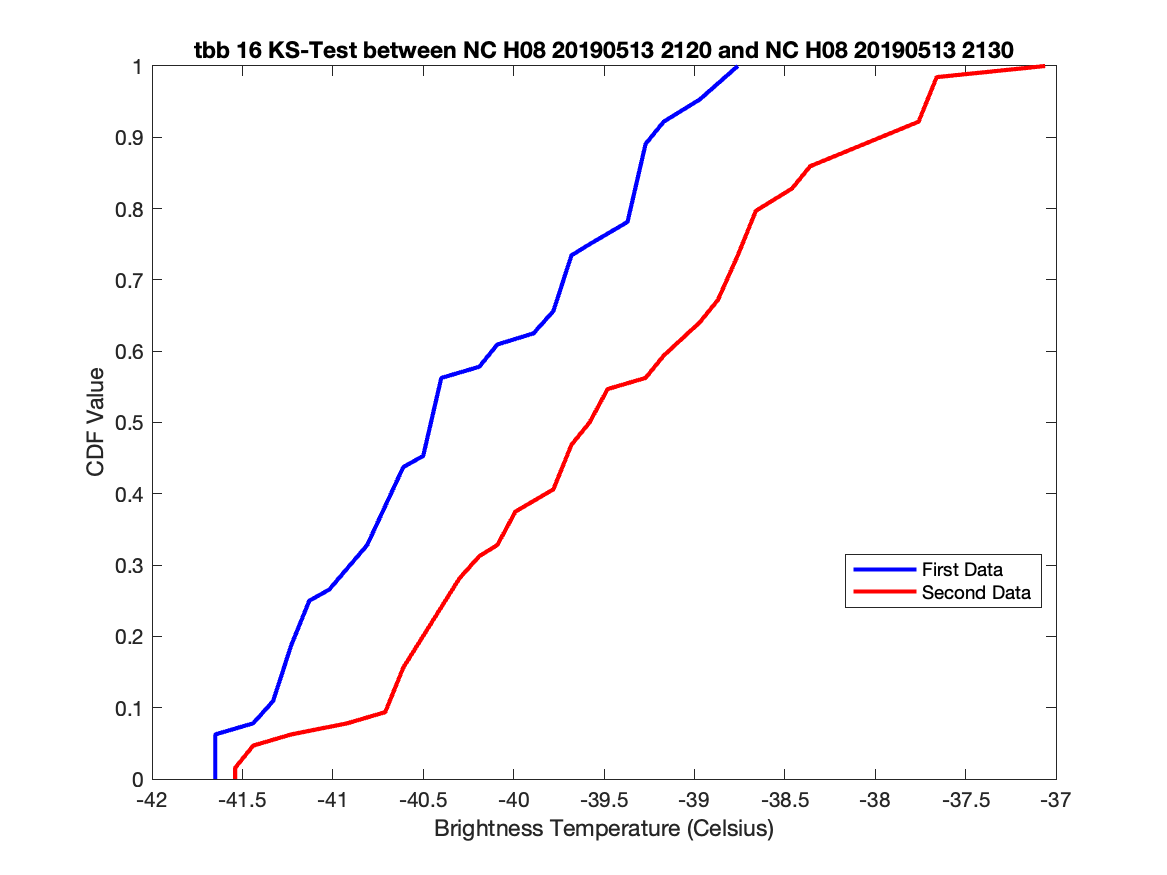 tbb 16 KS-Test between NC H08 20190513 2120 and NC H08 20190513 2130
1
0.9
0.8
0.7
0.6
0.5
0.4
0.3
0.2
0.1
0
CDF Value
First Data
Second Data
-42 -41.5 -41 -40.5 -40 -39.5 -39 -38.5 -38 -37.5 -37
Brightness Temperature (Celsius)